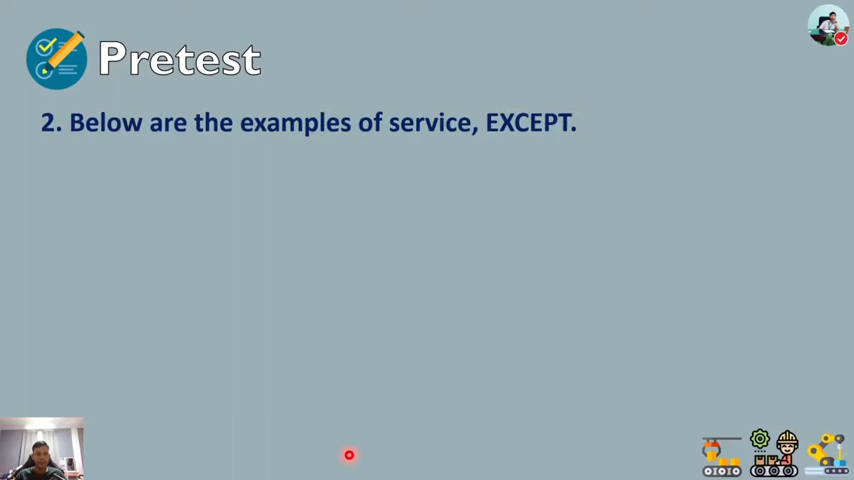 Pretest
2. Below are the examples of service, EXCEPT.